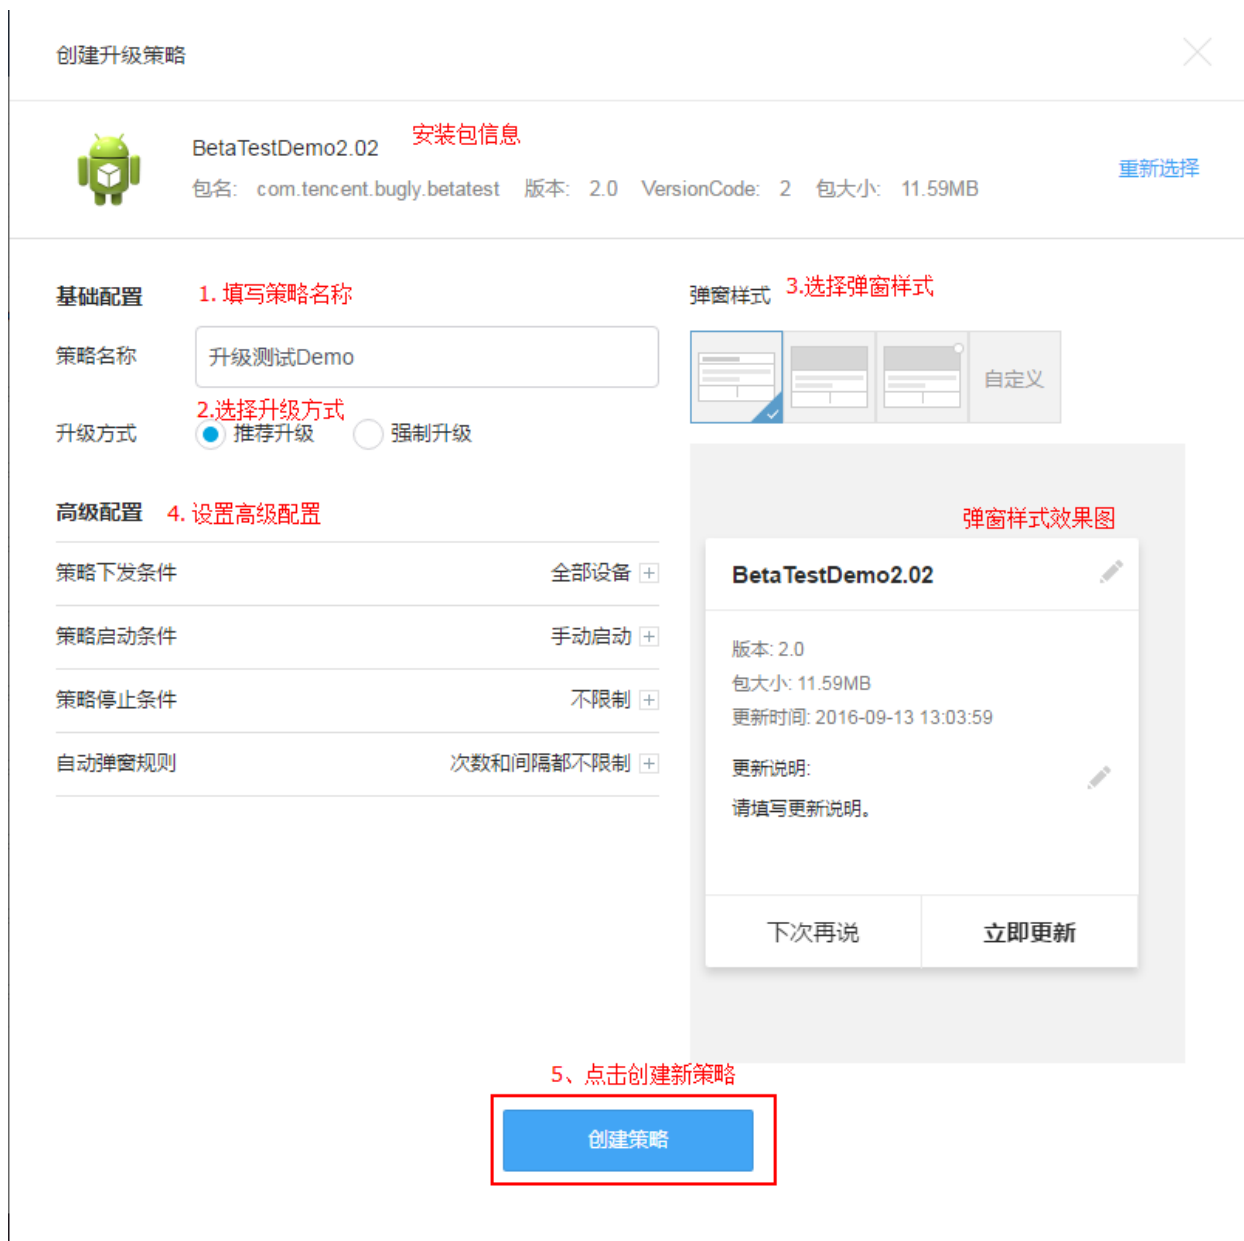 创建升级策略
BetaTestDemo2.02 安装包信息
包名: com.tencent.bugly.betatest 版本: 2.0 VersionCode: 2 包大小: 11.59MB
重新选择
基础配置 1. 填写策略名称
策略名称 升级测试Demo
2.选择升级方式
升级方式 推荐升级 强制升级
高级配置 4. 设置高级配置
策略下发条件 全部设备
策略启动条件 手动启动
策略停止条件 不限制
自动弹窗规则 次数和间隔都不限制
弹窗样式 3.选择弹窗样式
自定义
弹窗样式效果图
BetaTestDemo2.02
版本: 2.0
包大小: 11.59MB
更新时间: 2016-09-13 13:03:59
更新说明:
请填写更新说明。
下次再说 立即更新
5、点击创建新策略
创建策略